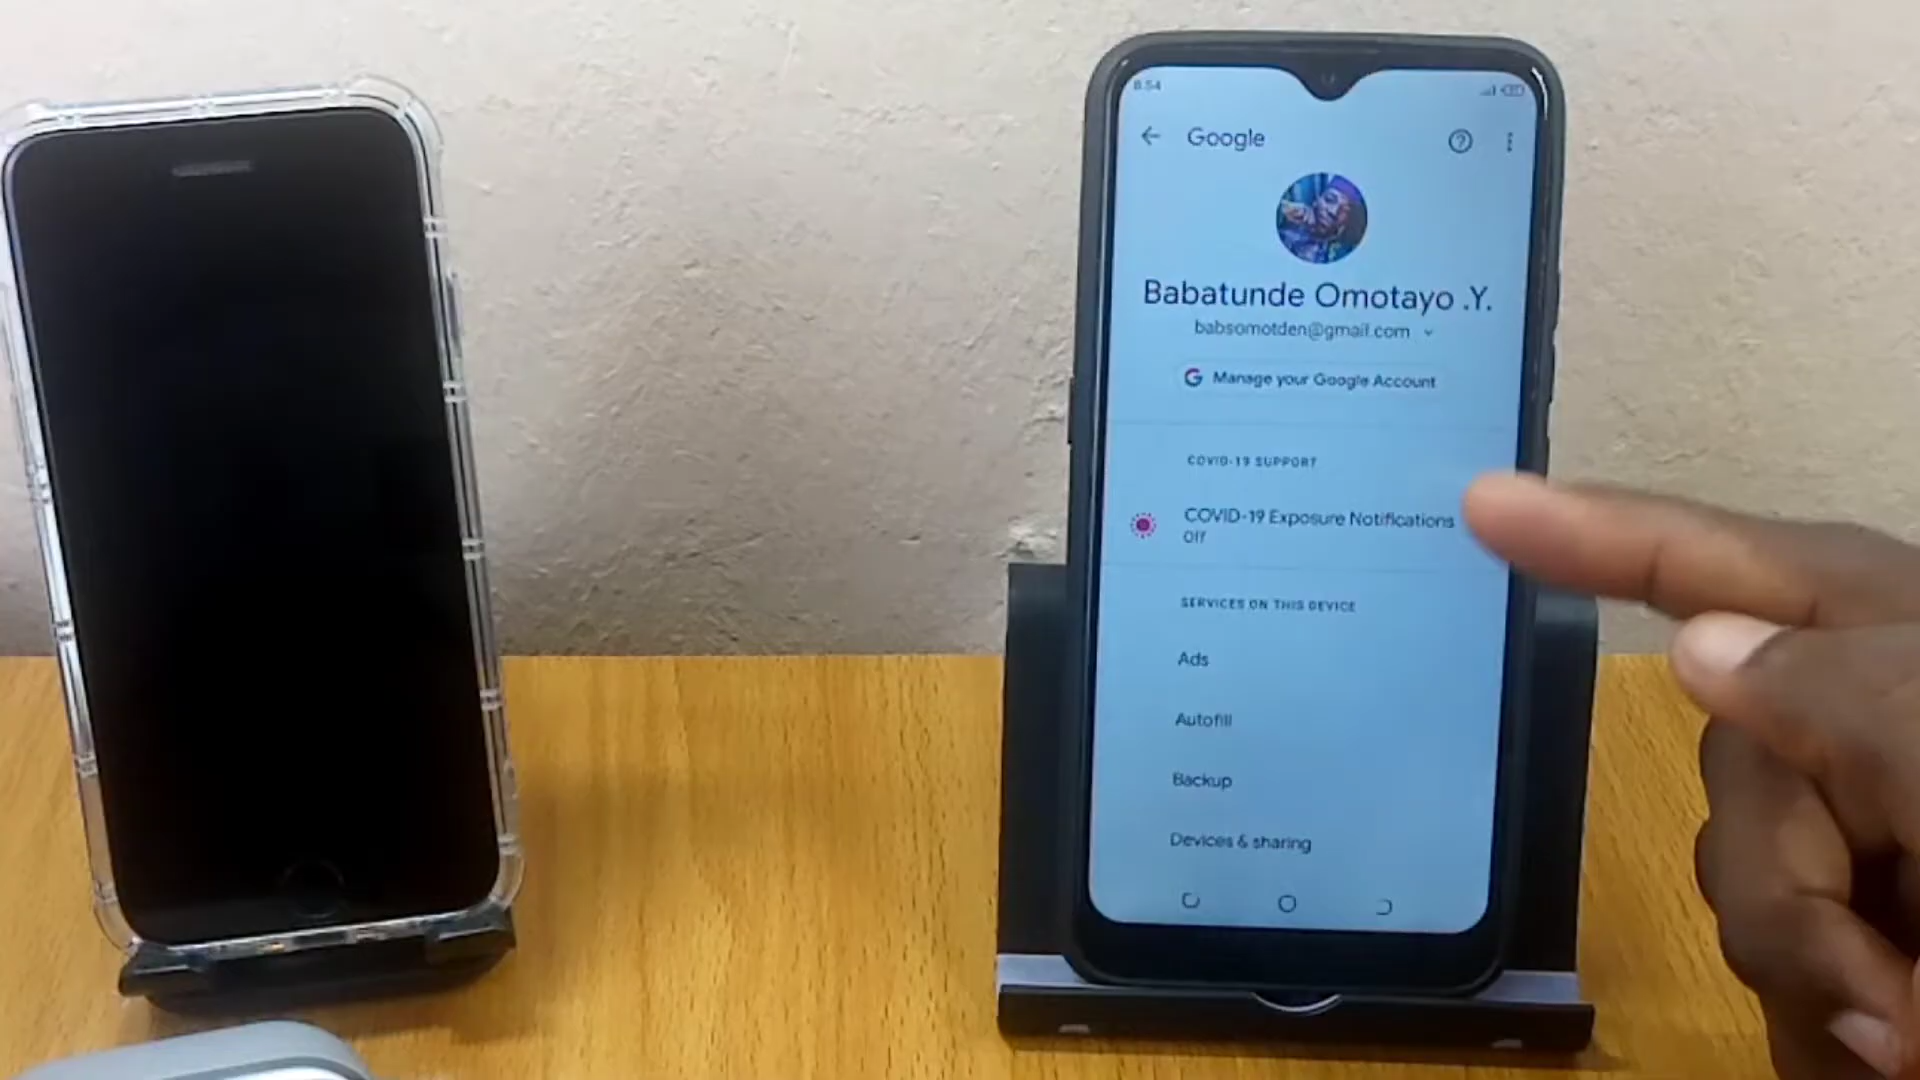 8:54
Google
Babatunde Omotayo .Y.
babsomotden@gmail.com
G Manage your Google Account
COVID-19 SUPPORT
COVID-19 Exposure Notifications
Off
SERVICES ON THIS DEVICE
Ads
Autofill
Backup
Devices & sharing